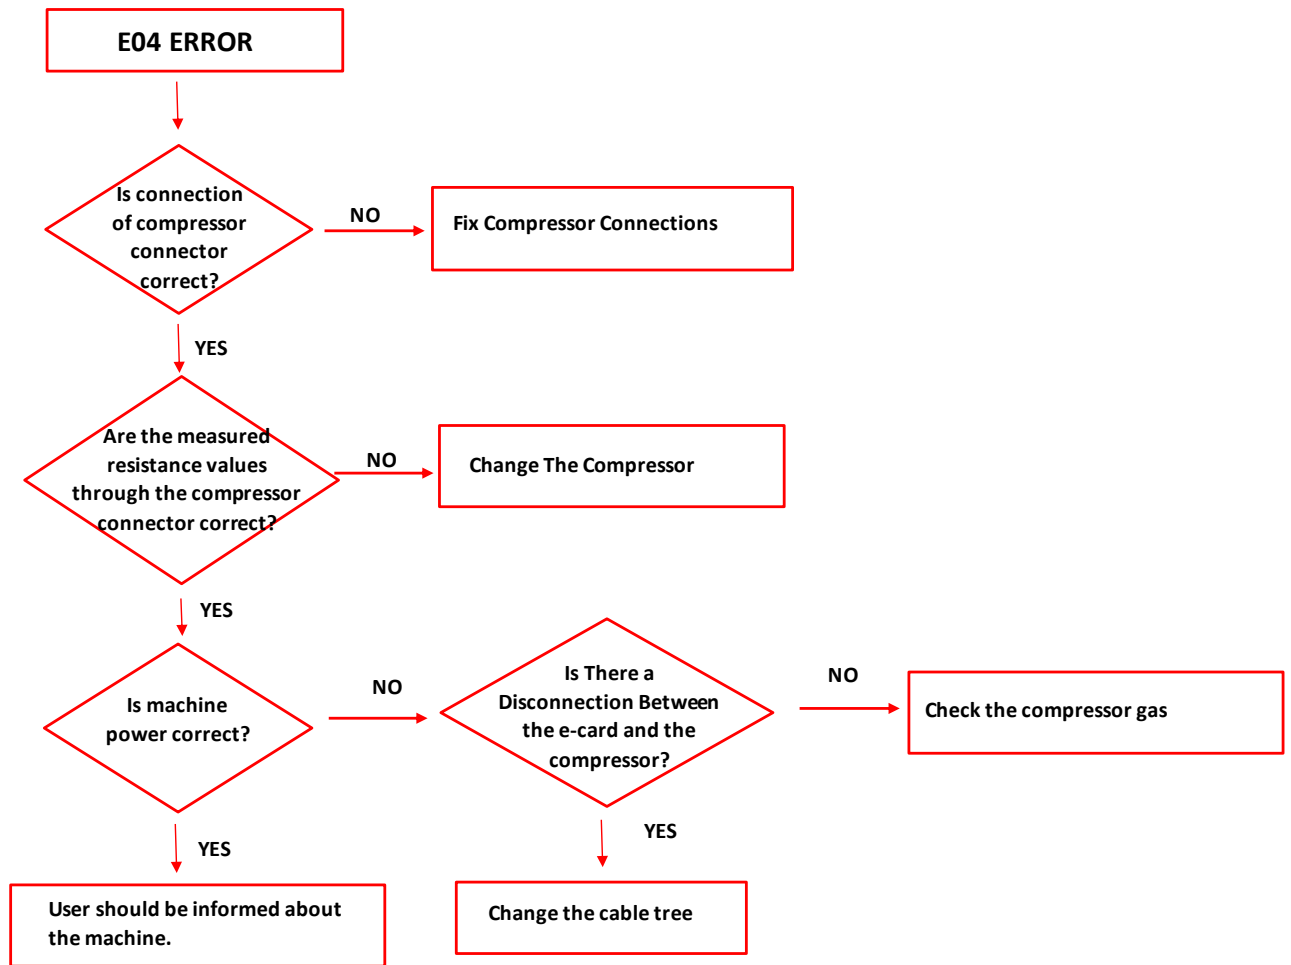 E04 ERROR
Is connection
of compressor
connector
correct?
NO
Fix Compressor Connections
YES
Are the measured
resistance values
through the compressor
connector correct?
NO
Change The Compressor
YES
Is machine
power correct?
NO
Is There a
Disconnection Between
the e-card and the
compressor?
NO
Check the compressor gas
YES
User should be informed about
the machine.
YES
Change the cable tree